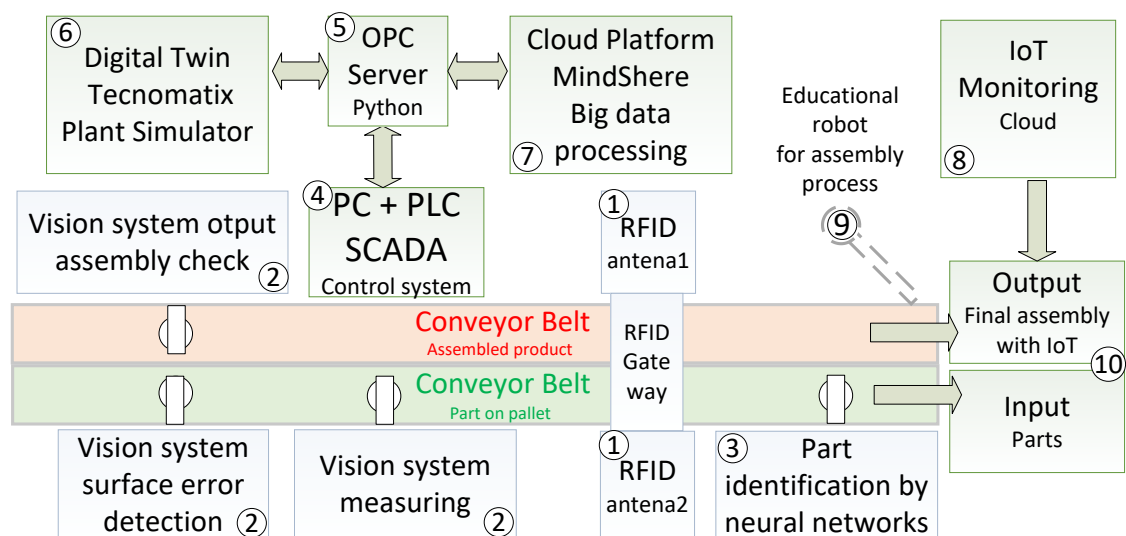 6
Digital Twin
Tecnomatix
Plant Simulator
5
OPC
Server
Python
Cloud Platform
MindShere
Big data
processing
7
Educational
robot
for assembly
process
9
IoT
Monitoring
Cloud
8
Vision system otput
assembly check
2
4
PC + PLC
SCADA
Control system
1
RFID
antena1
Conveyor Belt
Assembled product
RFID
Gate
way
Output
Final assembly
with IoT
10
Conveyor Belt
Part on pallet
Input
Parts
Vision system
surface error
detection
2
Vision system
measuring
2
1
RFID
antena2
3
Part
identification by
neural networks